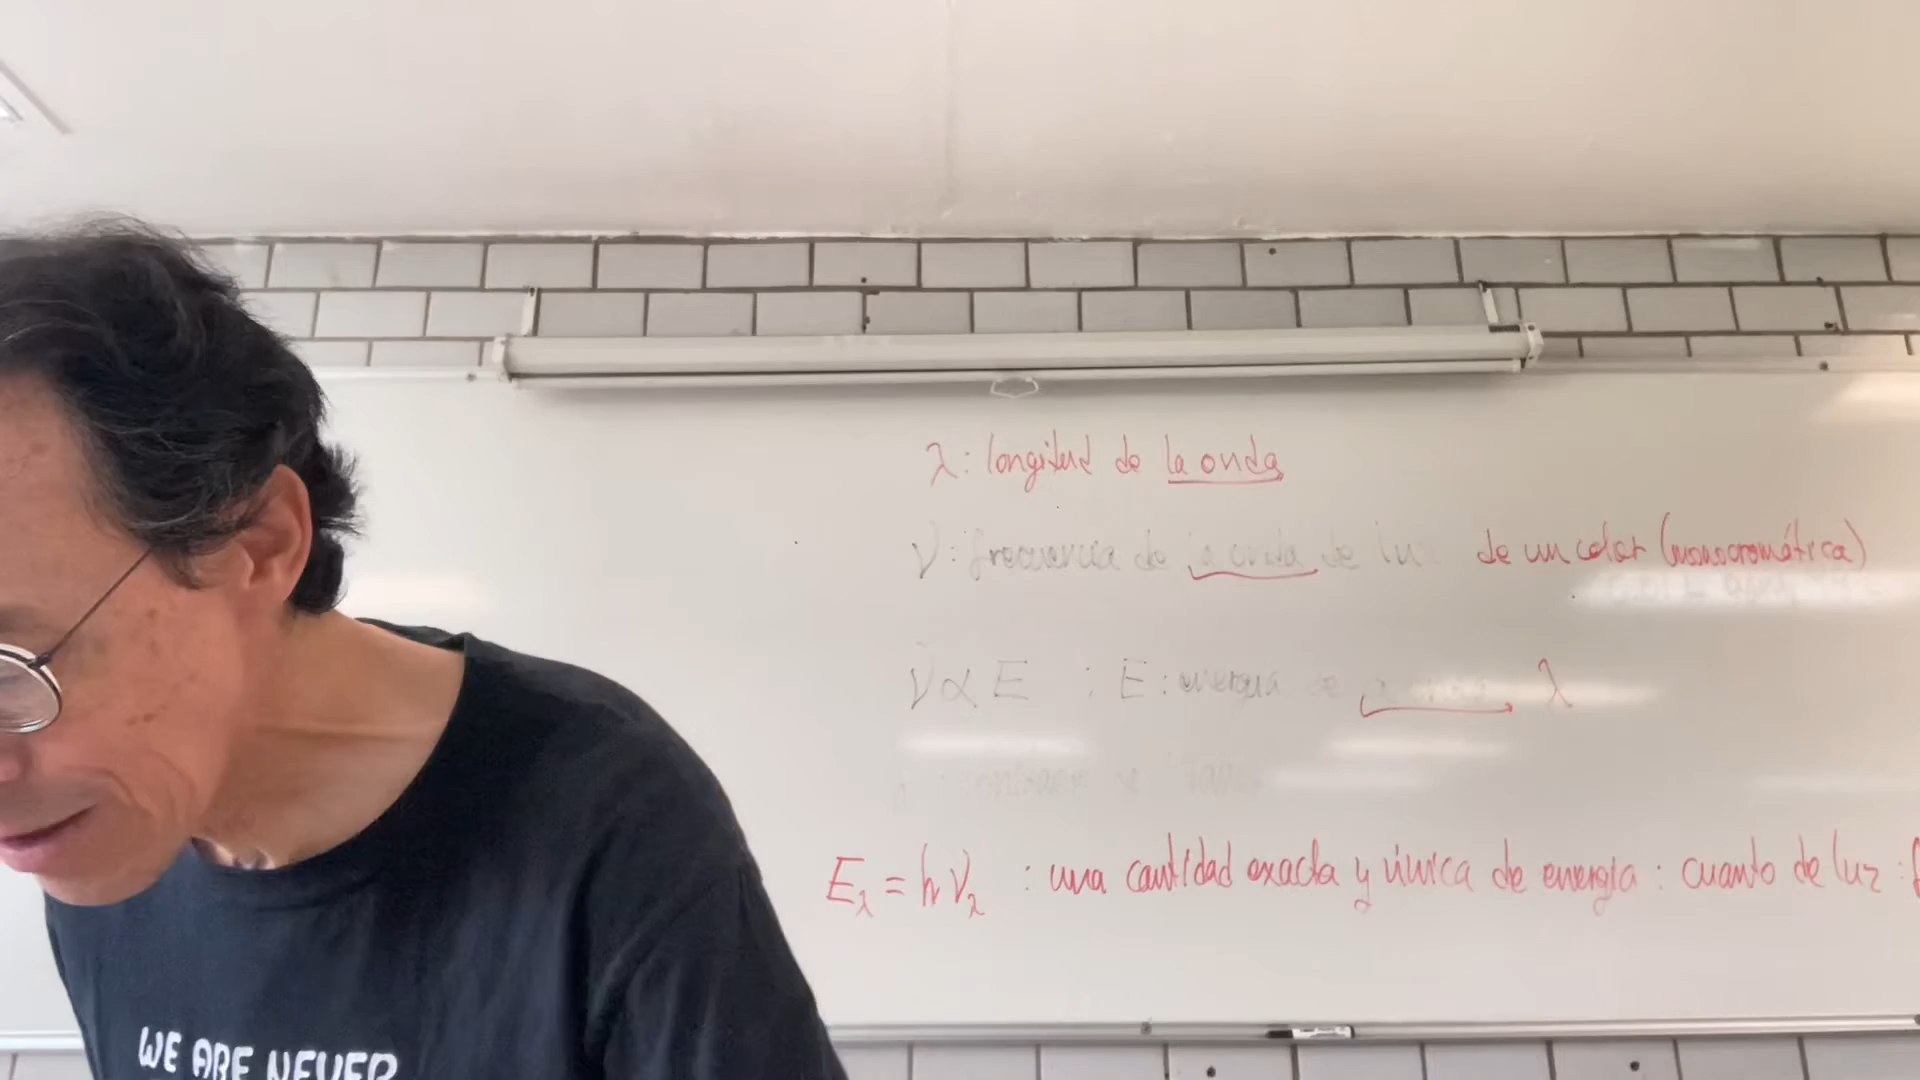 λ: longitud de la onda
ν: frecuencia de la onda de luz de un color (monocromática)
ν α E : E: energía de λ
constante
E_λ = h ν_λ : una cantidad exacta y única de energía : cuanto de luz :
WE ARE NEVER